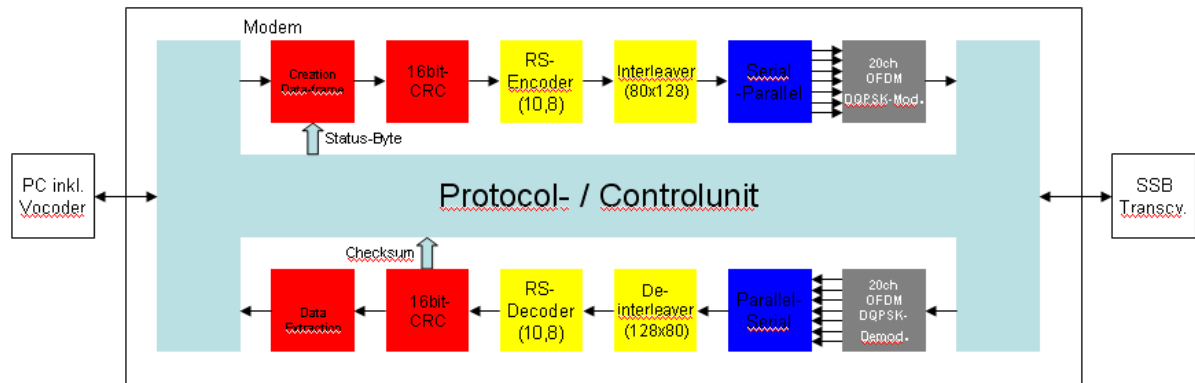 Modem
Creation
Data-frame
16bit-
CRC
RS-
Encoder
(10,8)
Interleaver
(80x128)
Serial
-Parallel
20ch
OFDM
DQPSK-Mod.
Status-Byte
PC inkl.
Vocoder
Protocol- / Controlunit
SSB
Transcv.
Checksum
Data
Extraction
16bit-
CRC
RS-
Decoder
(10,8)
De-
interleaver
(128x80)
Parallel-
Serial
20ch
OFDM
DQPSK-
Demod.